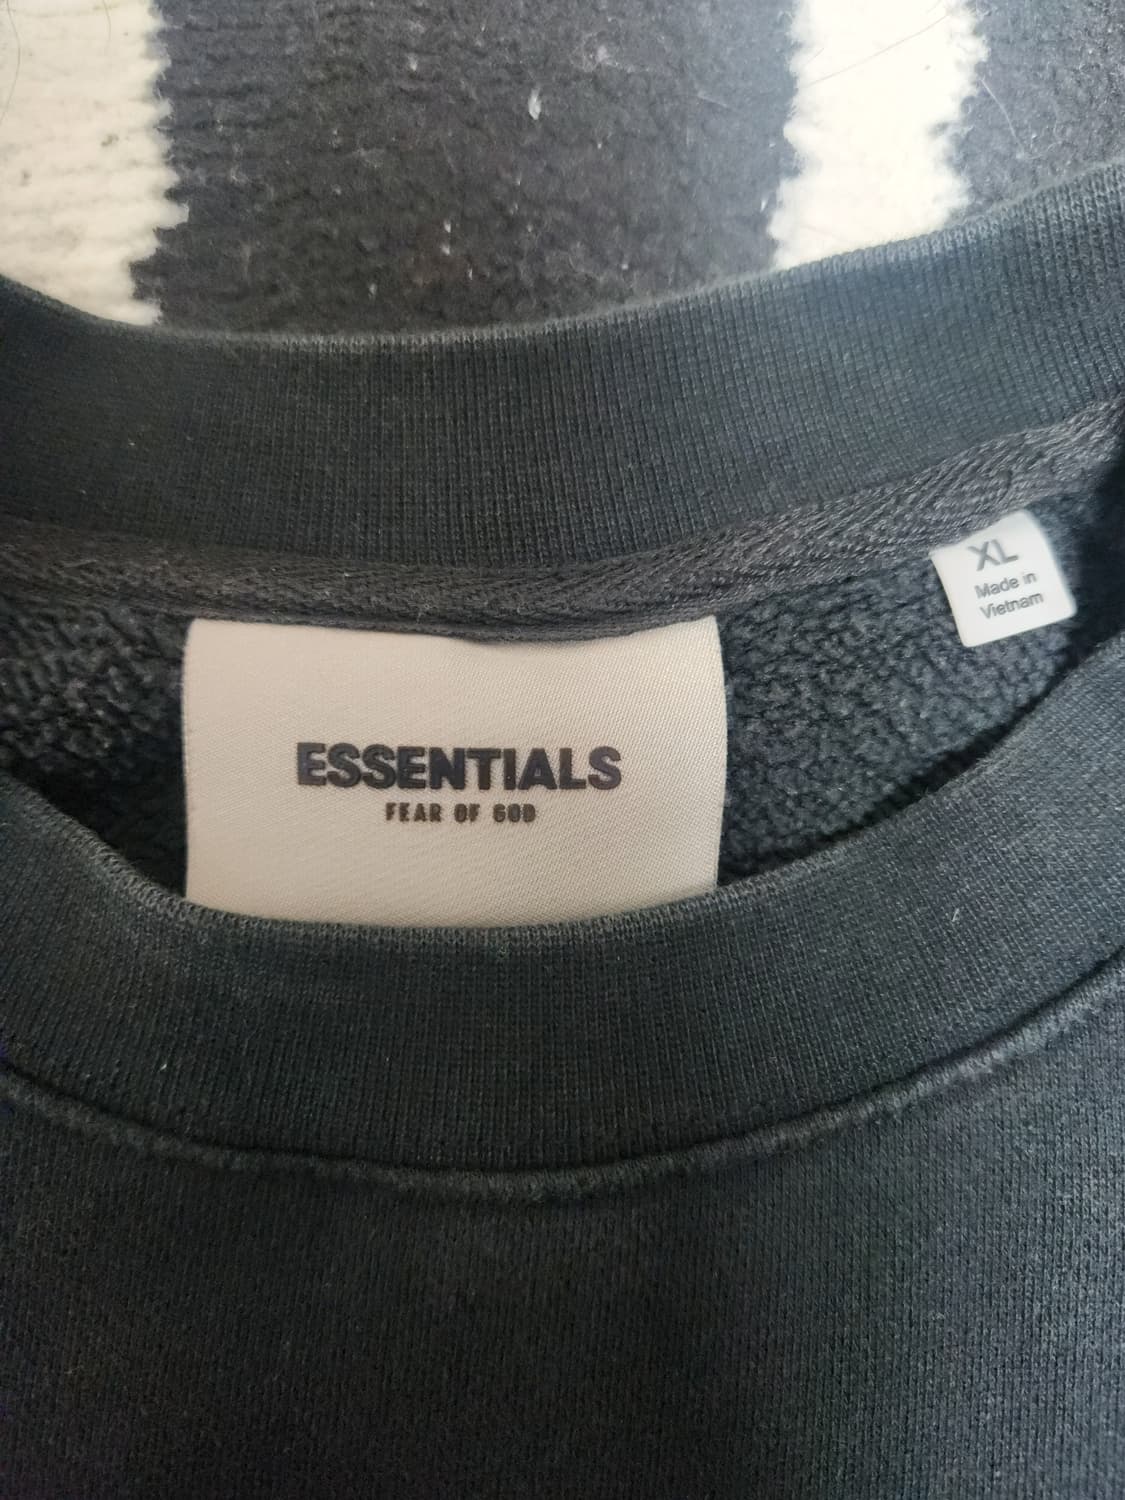 XL
Made in
Vietnam
ESSENTIALS
FEAR OF GOD